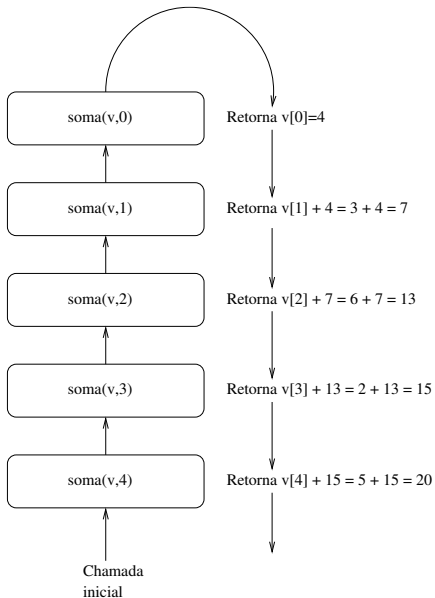 soma(v,0)
Retorna v[0]=4
soma(v,1)
Retorna v[1] + 4 = 3 + 4 = 7
soma(v,2)
Retorna v[2] + 7 = 6 + 7 = 13
soma(v,3)
Retorna v[3] + 13 = 2 + 13 = 15
soma(v,4)
Retorna v[4] + 15 = 5 + 15 = 20
Chamada
inicial